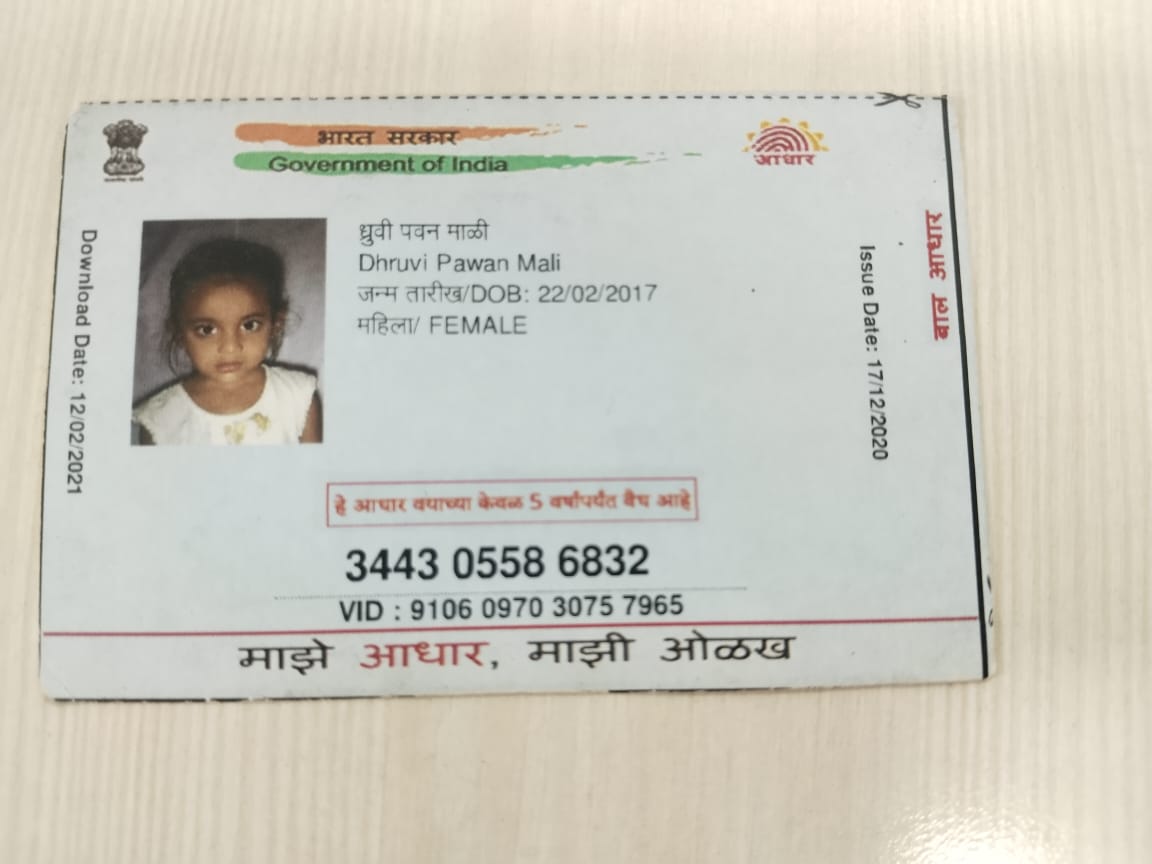 भारत सरकार
Government of India
आधार
Download Date: 12/02/2021
ध्रुवी पवन माळी
Dhruvi Pawan Mali
जन्म तारीख/DOB: 22/02/2017
महिला/ FEMALE
Issue Date: 17/12/2020
बाल आधार
हे आधार वयाच्या केवळ 5 वर्षांपर्यंत वैध आहे
3443 0558 6832
VID : 9106 0970 3075 7965
माझे आधार, माझी ओळख